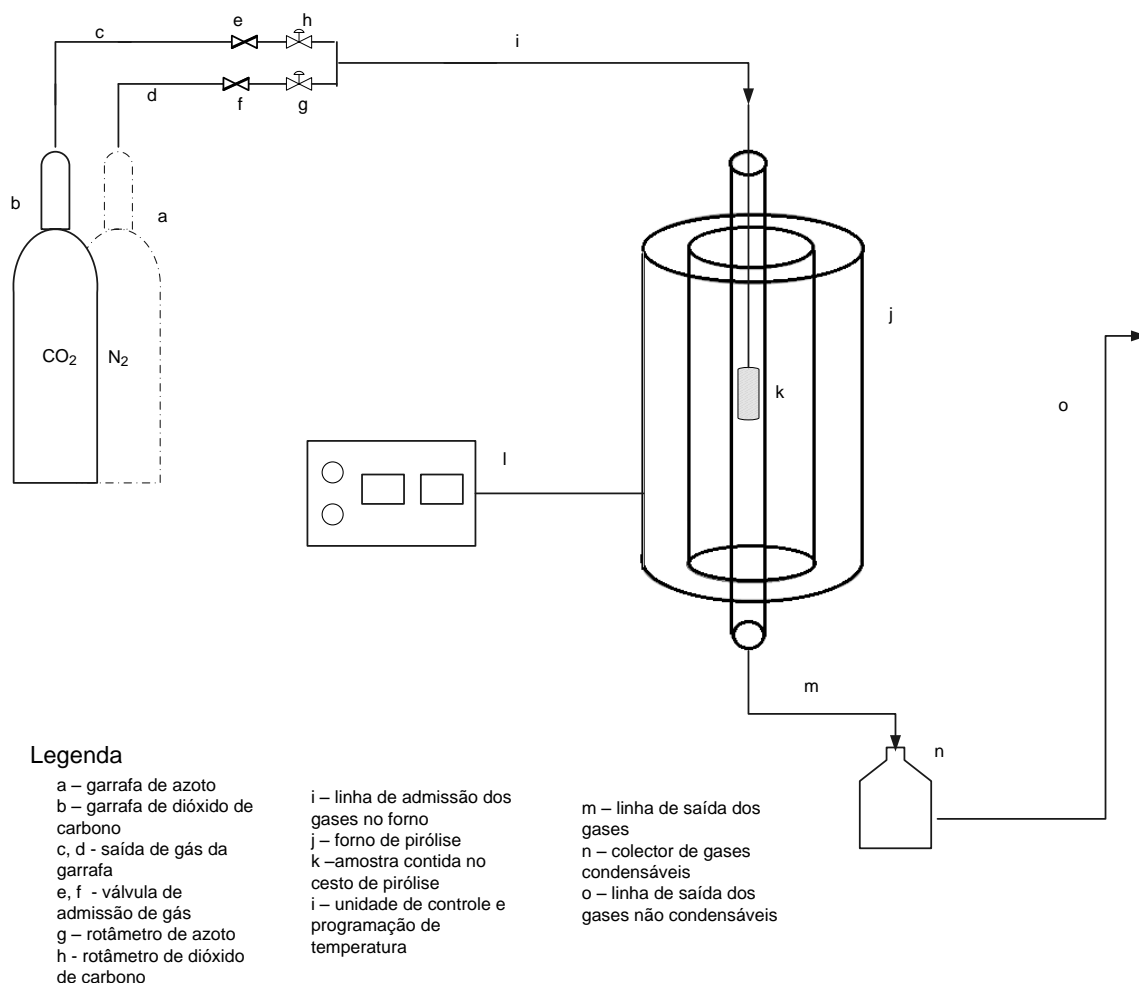 c
e
h
i
d
f
g
b
a
j
CO₂
N₂
k
o
l
m
n
Legenda
a – garrafa de azoto
b – garrafa de dióxido de
carbono
c, d - saída de gás da
garrafa
e, f - válvula de
admissão de gás
g – rotâmetro de azoto
h - rotâmetro de dióxido
de carbono
i – linha de admissão dos
gases no forno
j – forno de pirólise
k –amostra contida no
cesto de pirólise
i – unidade de controle e
programação de
temperatura
m – linha de saída dos
gases
n – colector de gases
condensáveis
o – linha de saída dos
gases não condensáveis